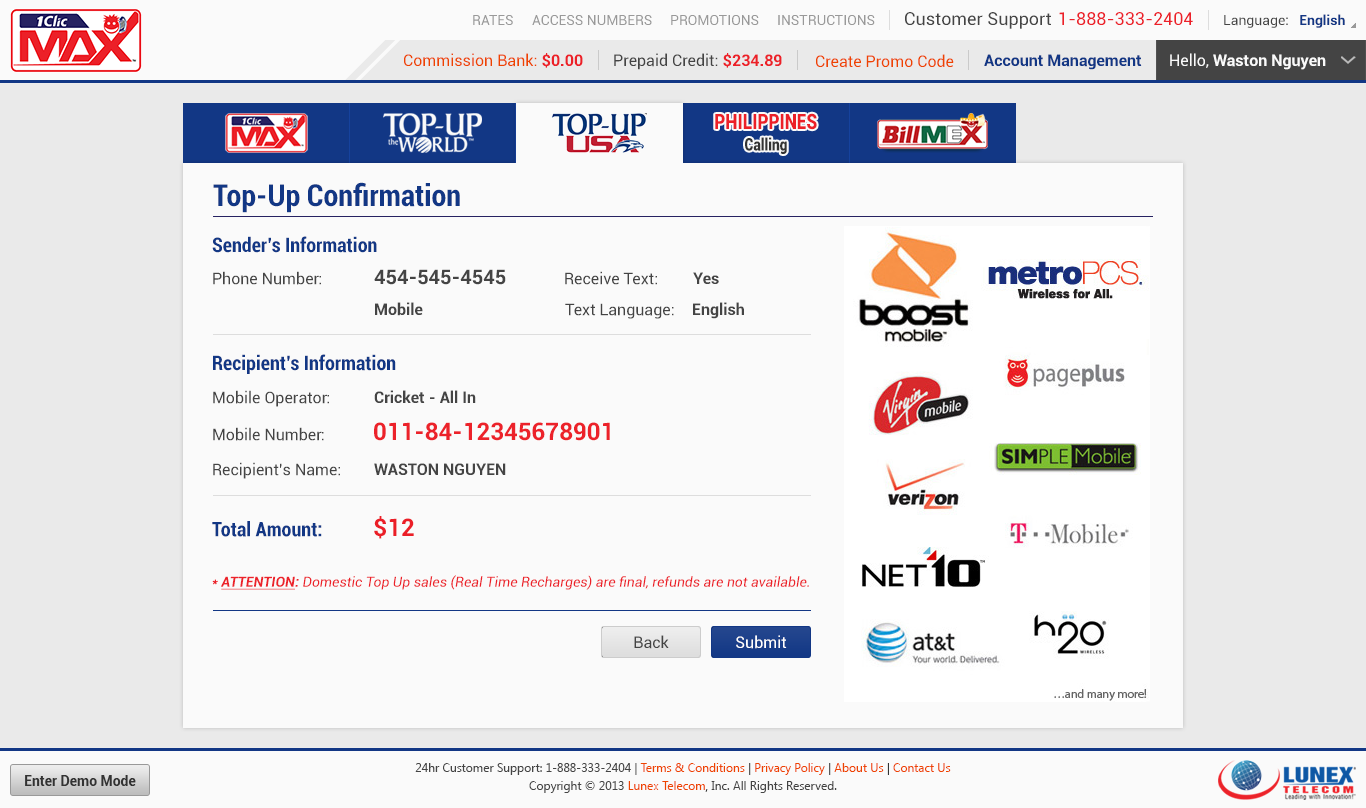 1Clic
MAX
RATES ACCESS NUMBERS PROMOTIONS INSTRUCTIONS Customer Support 1-888-333-2404 Language: English
Commission Bank: $0.00 Prepaid Credit: $234.89 Create Promo Code Account Management Hello, Waston Nguyen
1Clic MAX
TOP-UP the WORLD
TOP-UP USA
PHILIPPINES Calling
BillMEX
Top-Up Confirmation
Sender's Information
Phone Number: 454-545-4545 Receive Text: Yes
Mobile Text Language: English
Recipient's Information
Mobile Operator: Cricket - All In
Mobile Number: 011-84-12345678901
Recipient's Name: WASTON NGUYEN
Total Amount: $12
* ATTENTION: Domestic Top Up sales (Real Time Recharges) are final, refunds are not available.
Back Submit
boost
mobile™
metroPCS.
Wireless for All.
pageplus
Virgin mobile
SIMPLE Mobile
verizon
T··Mobile·
NET10
at&t
Your world. Delivered.
h2o
WIRELESS
...and many more!
Enter Demo Mode
24hr Customer Support: 1-888-333-2404 | Terms & Conditions | Privacy Policy | About Us | Contact Us
Copyright © 2013 Lunex Telecom, Inc. All Rights Reserved.
LUNEX
TELECOM
Leading with Innovation!